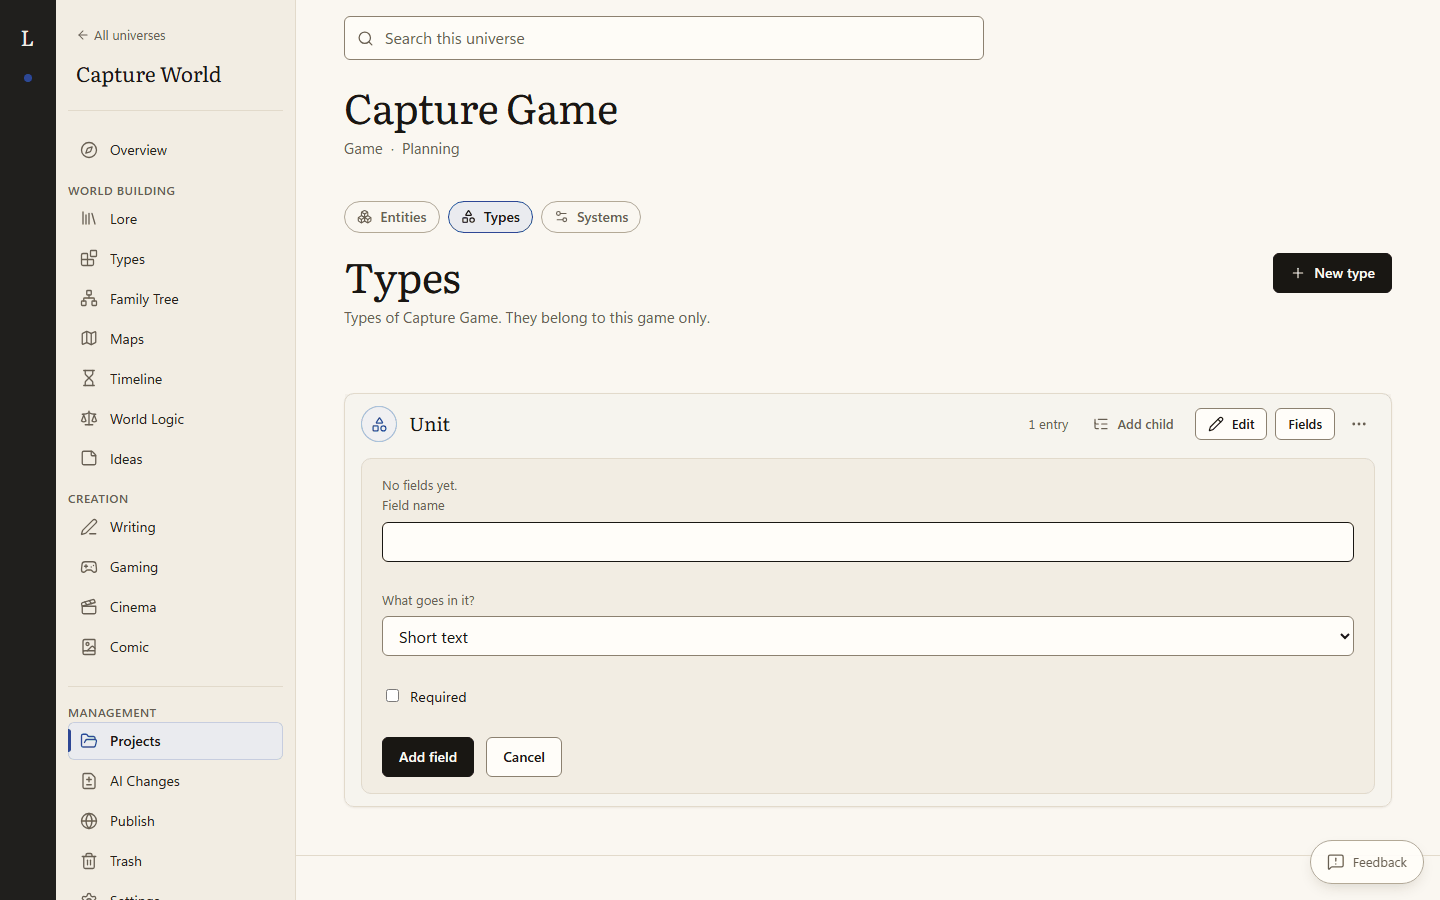 L
All universes
Capture World
Overview
WORLD BUILDING
Lore
Types
Family Tree
Maps
Timeline
World Logic
Ideas
CREATION
Writing
Gaming
Cinema
Comic
MANAGEMENT
Projects
AI Changes
Publish
Trash
Settings
Search this universe
Capture Game
Game · Planning
Entities Types Systems
Types
New type
Types of Capture Game. They belong to this game only.
Unit
1 entry Add child Edit Fields
No fields yet.
Field name
What goes in it?
Short text
Required
Add field Cancel
Feedback